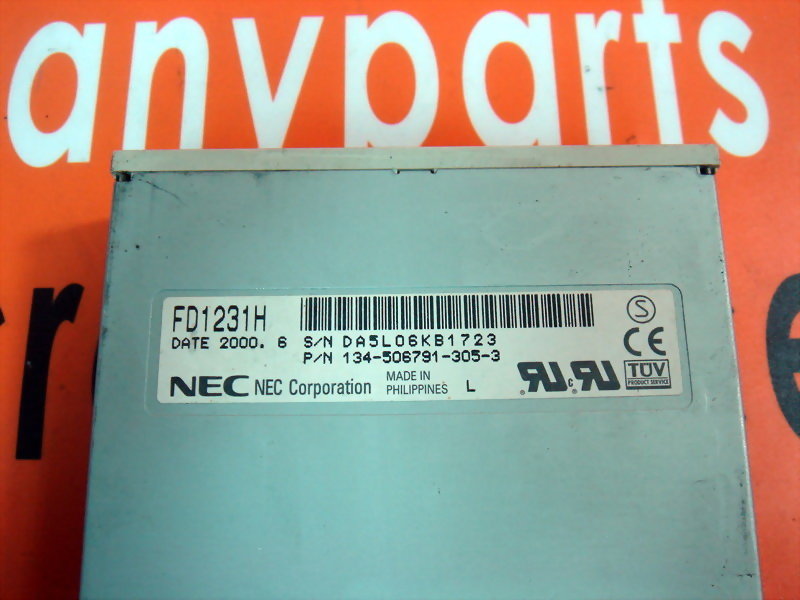 anyparts
re
e
FD1231H
DATE 2000. 6 S/N DA5L06KB1723
P/N 134-506791-305-3
NEC NEC Corporation MADE IN PHILIPPINES L
S
CE
TÜV
PRODUCT SERVICE